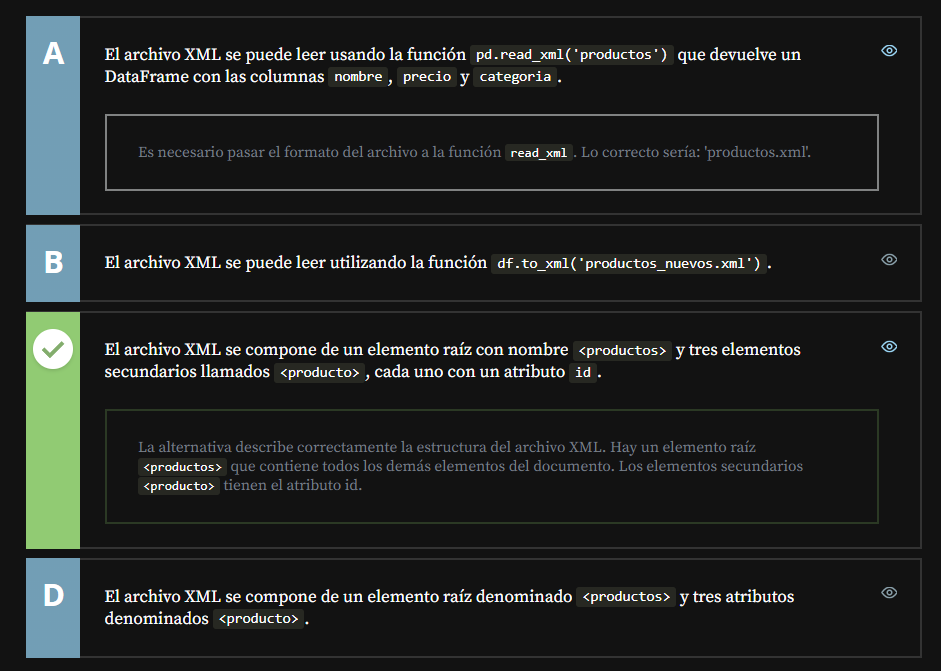 A
El archivo XML se puede leer usando la función pd.read_xml('productos') que devuelve un
DataFrame con las columnas nombre, precio y categoria.
Es necesario pasar el formato del archivo a la función read_xml. Lo correcto sería: 'productos.xml'.
B
El archivo XML se puede leer utilizando la función df.to_xml('productos_nuevos.xml').
El archivo XML se compone de un elemento raíz con nombre <productos> y tres elementos
secundarios llamados <producto>, cada uno con un atributo id.
La alternativa describe correctamente la estructura del archivo XML. Hay un elemento raíz
<productos> que contiene todos los demás elementos del documento. Los elementos secundarios
<producto> tienen el atributo id.
D
El archivo XML se compone de un elemento raíz denominado <productos> y tres atributos
denominados <producto>.